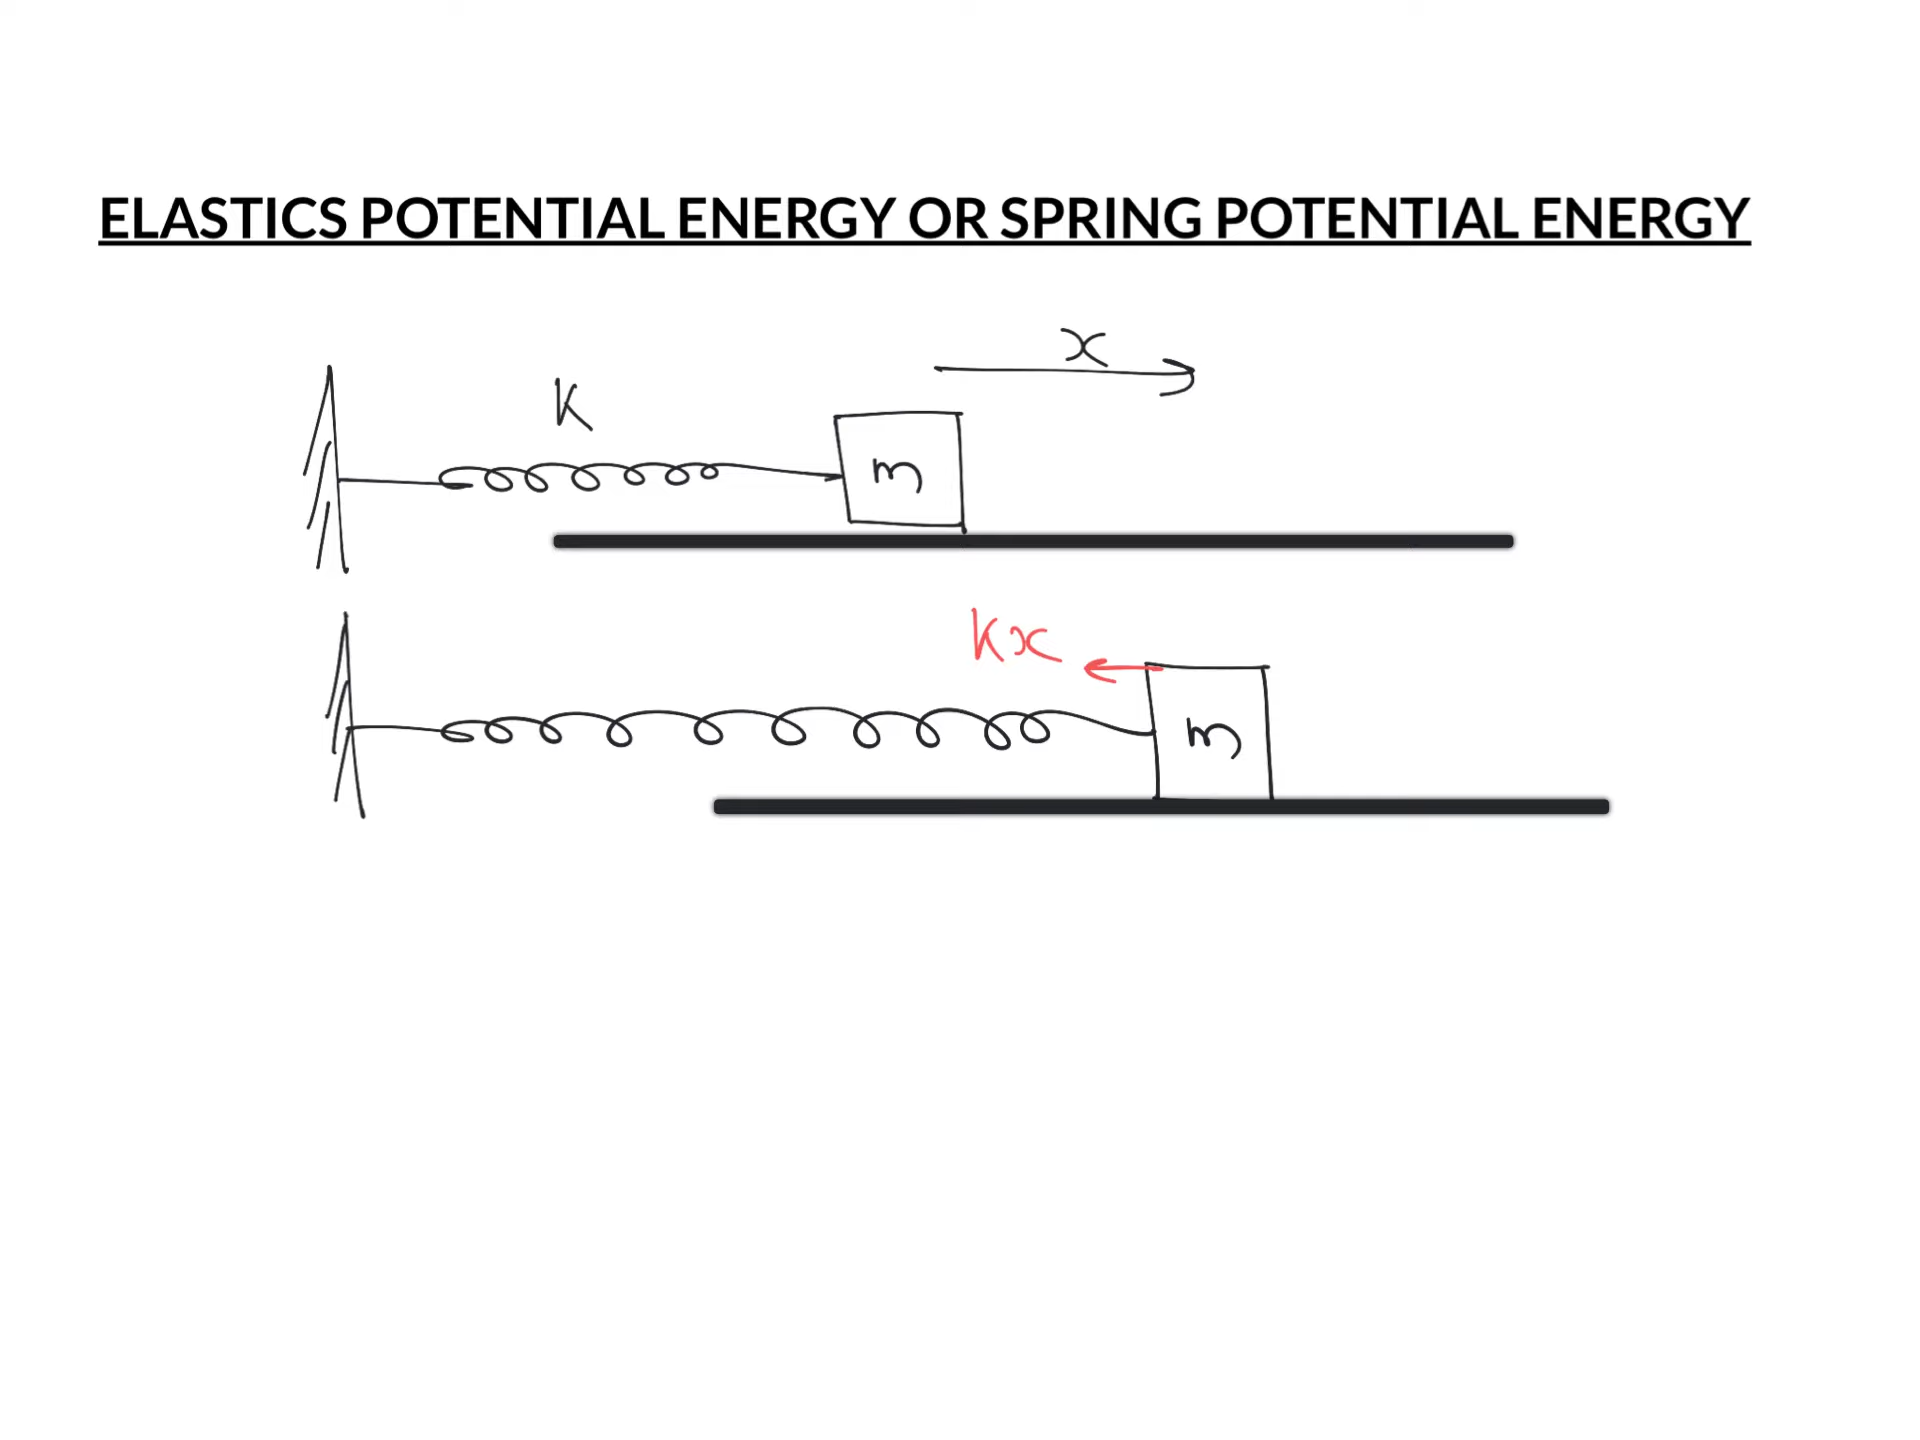 ELASTICS POTENTIAL ENERGY OR SPRING POTENTIAL ENERGY
x
K
m
Kx
m